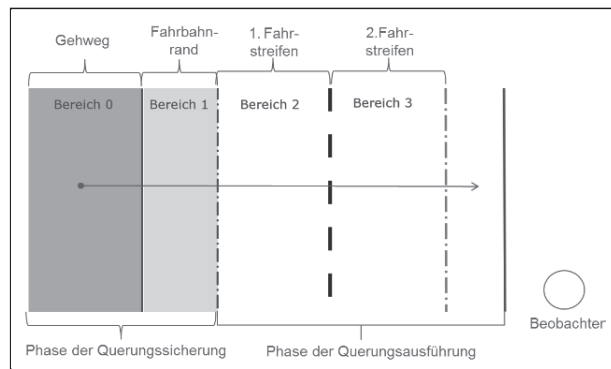 Gehweg
Fahrbahn-
rand
1. Fahr-
streifen
2.Fahr-
streifen
Bereich 0
Bereich 1
Bereich 2
Bereich 3
Beobachter
Phase der Querungssicherung
Phase der Querungsausführung